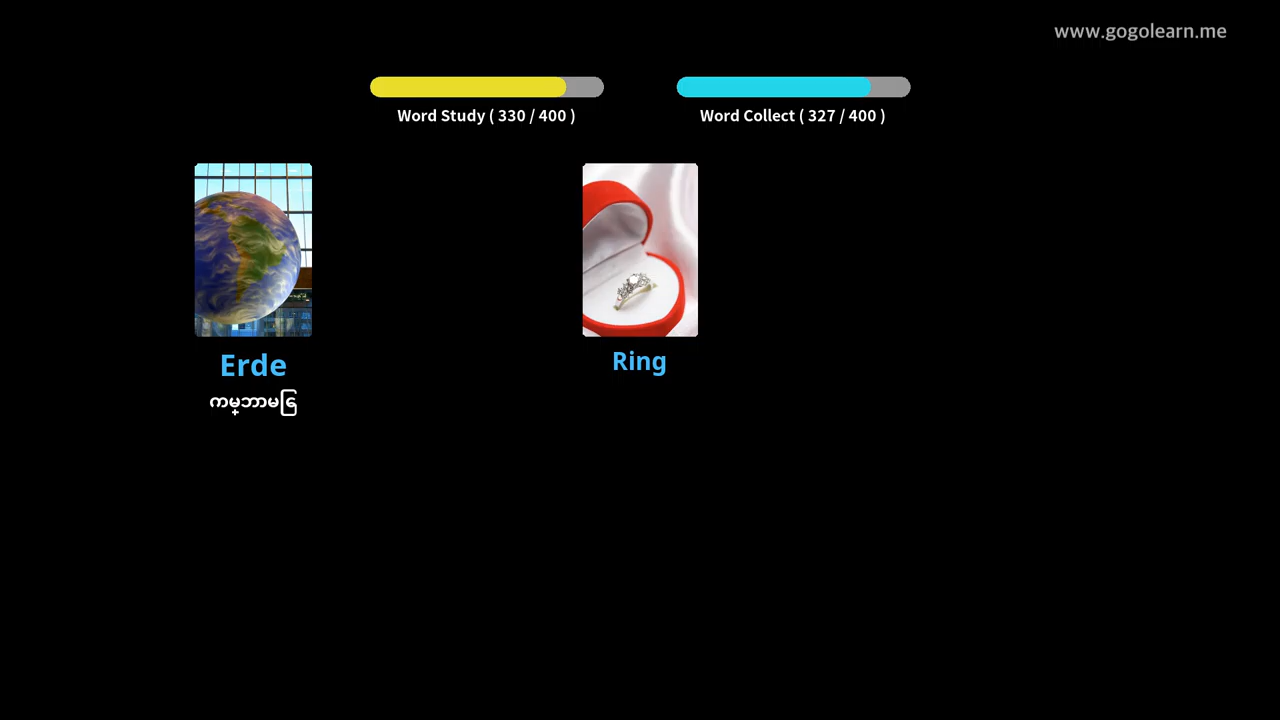 www.gogolearn.me
Word Study ( 330 / 400 )
Word Collect ( 327 / 400 )
Erde
Ring
ကမ္ဘာမြေ